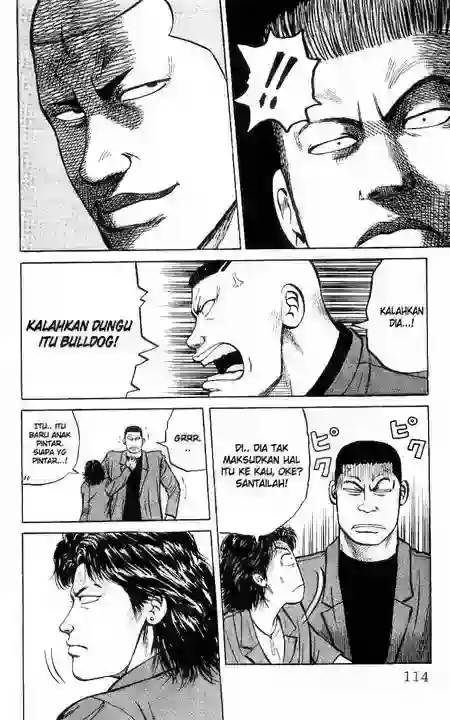 !!
KALAHKAN
DIA...!
KALAHKAN DUNGU
ITU BULLDOG!
ピク
ピク
DI.. DIA TAK
MAKSUDKAN HAL
ITU KE KAU, OKE?
SANTAILAH!
GRRR.
..
ITU.. ITU
BARU ANAK
PINTAR.
SIAPA YG
PINTAR...!
114